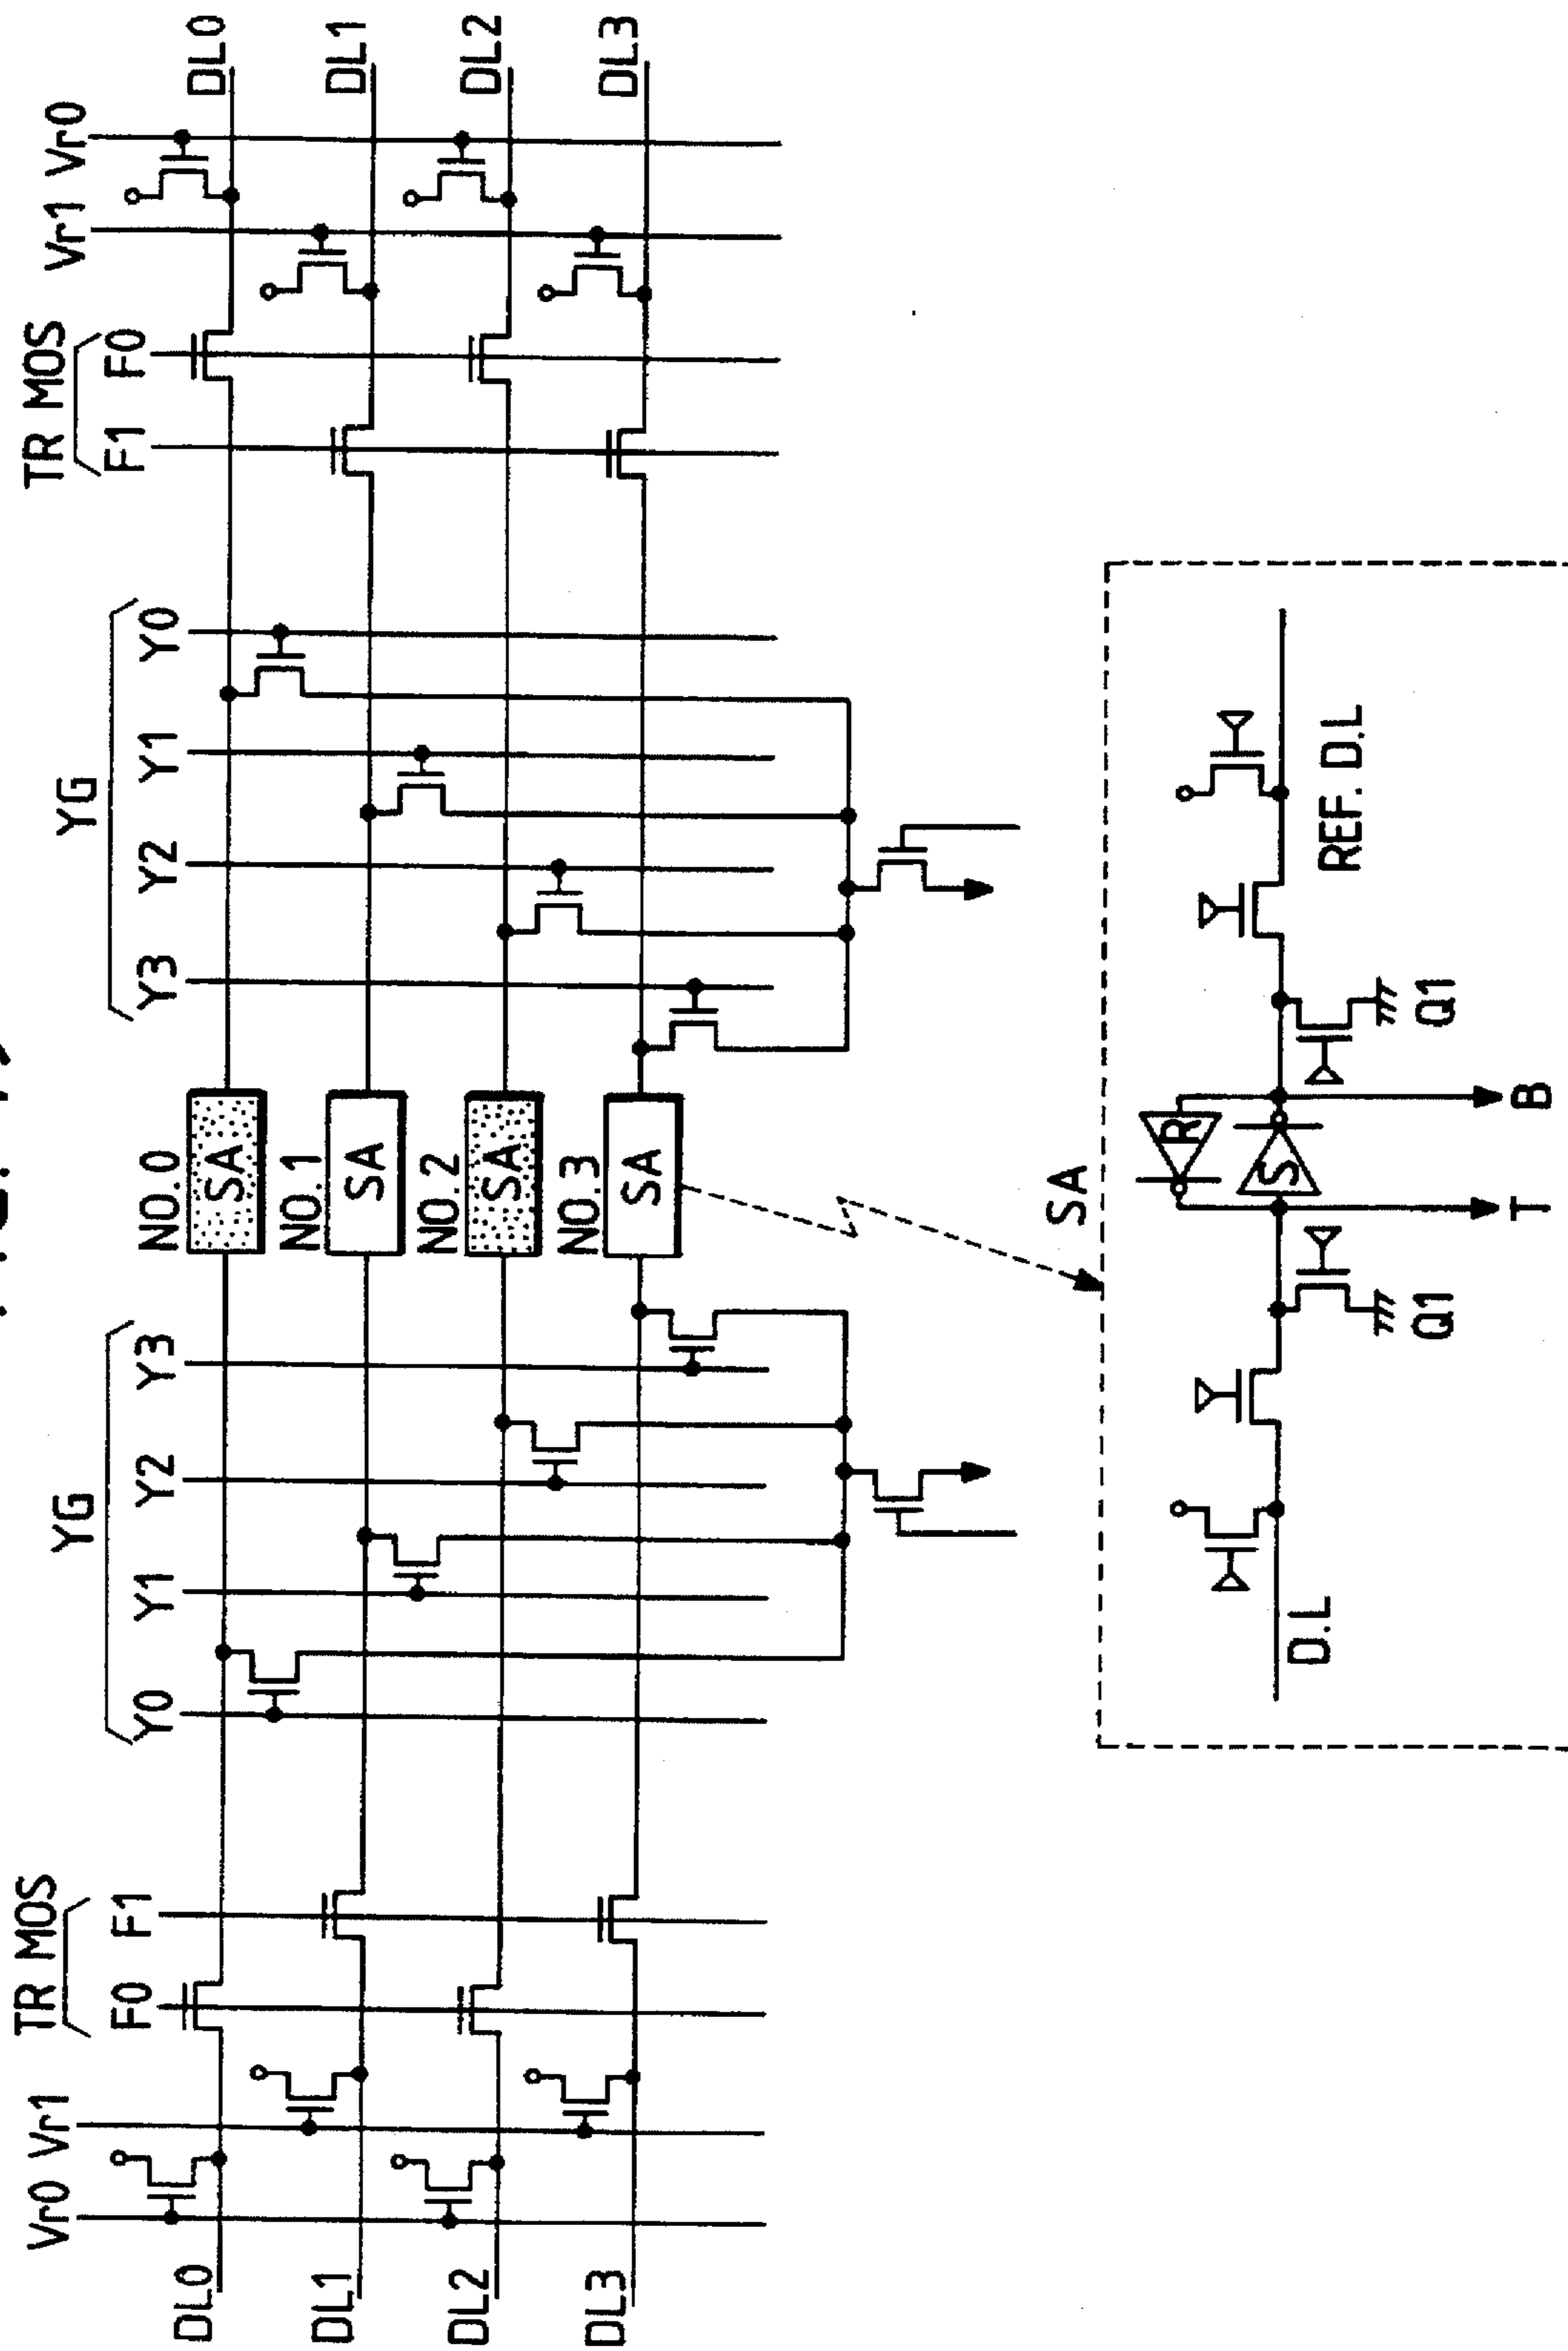 TR MOS
YG
YG
TR MOS
Vr0 Vr1
F0 F1
Y0 Y1 Y2 Y3
Y3 Y2 Y1 Y0
F1 F0
Vr1 Vr0
DL0
NO.0
SA
DL0
DL1
NO.1
SA
DL1
DL2
NO.2
SA
DL2
DL3
NO.3
SA
DL3
SA
R
S
D.L
REF. D.L
Q1
Q1
T
B